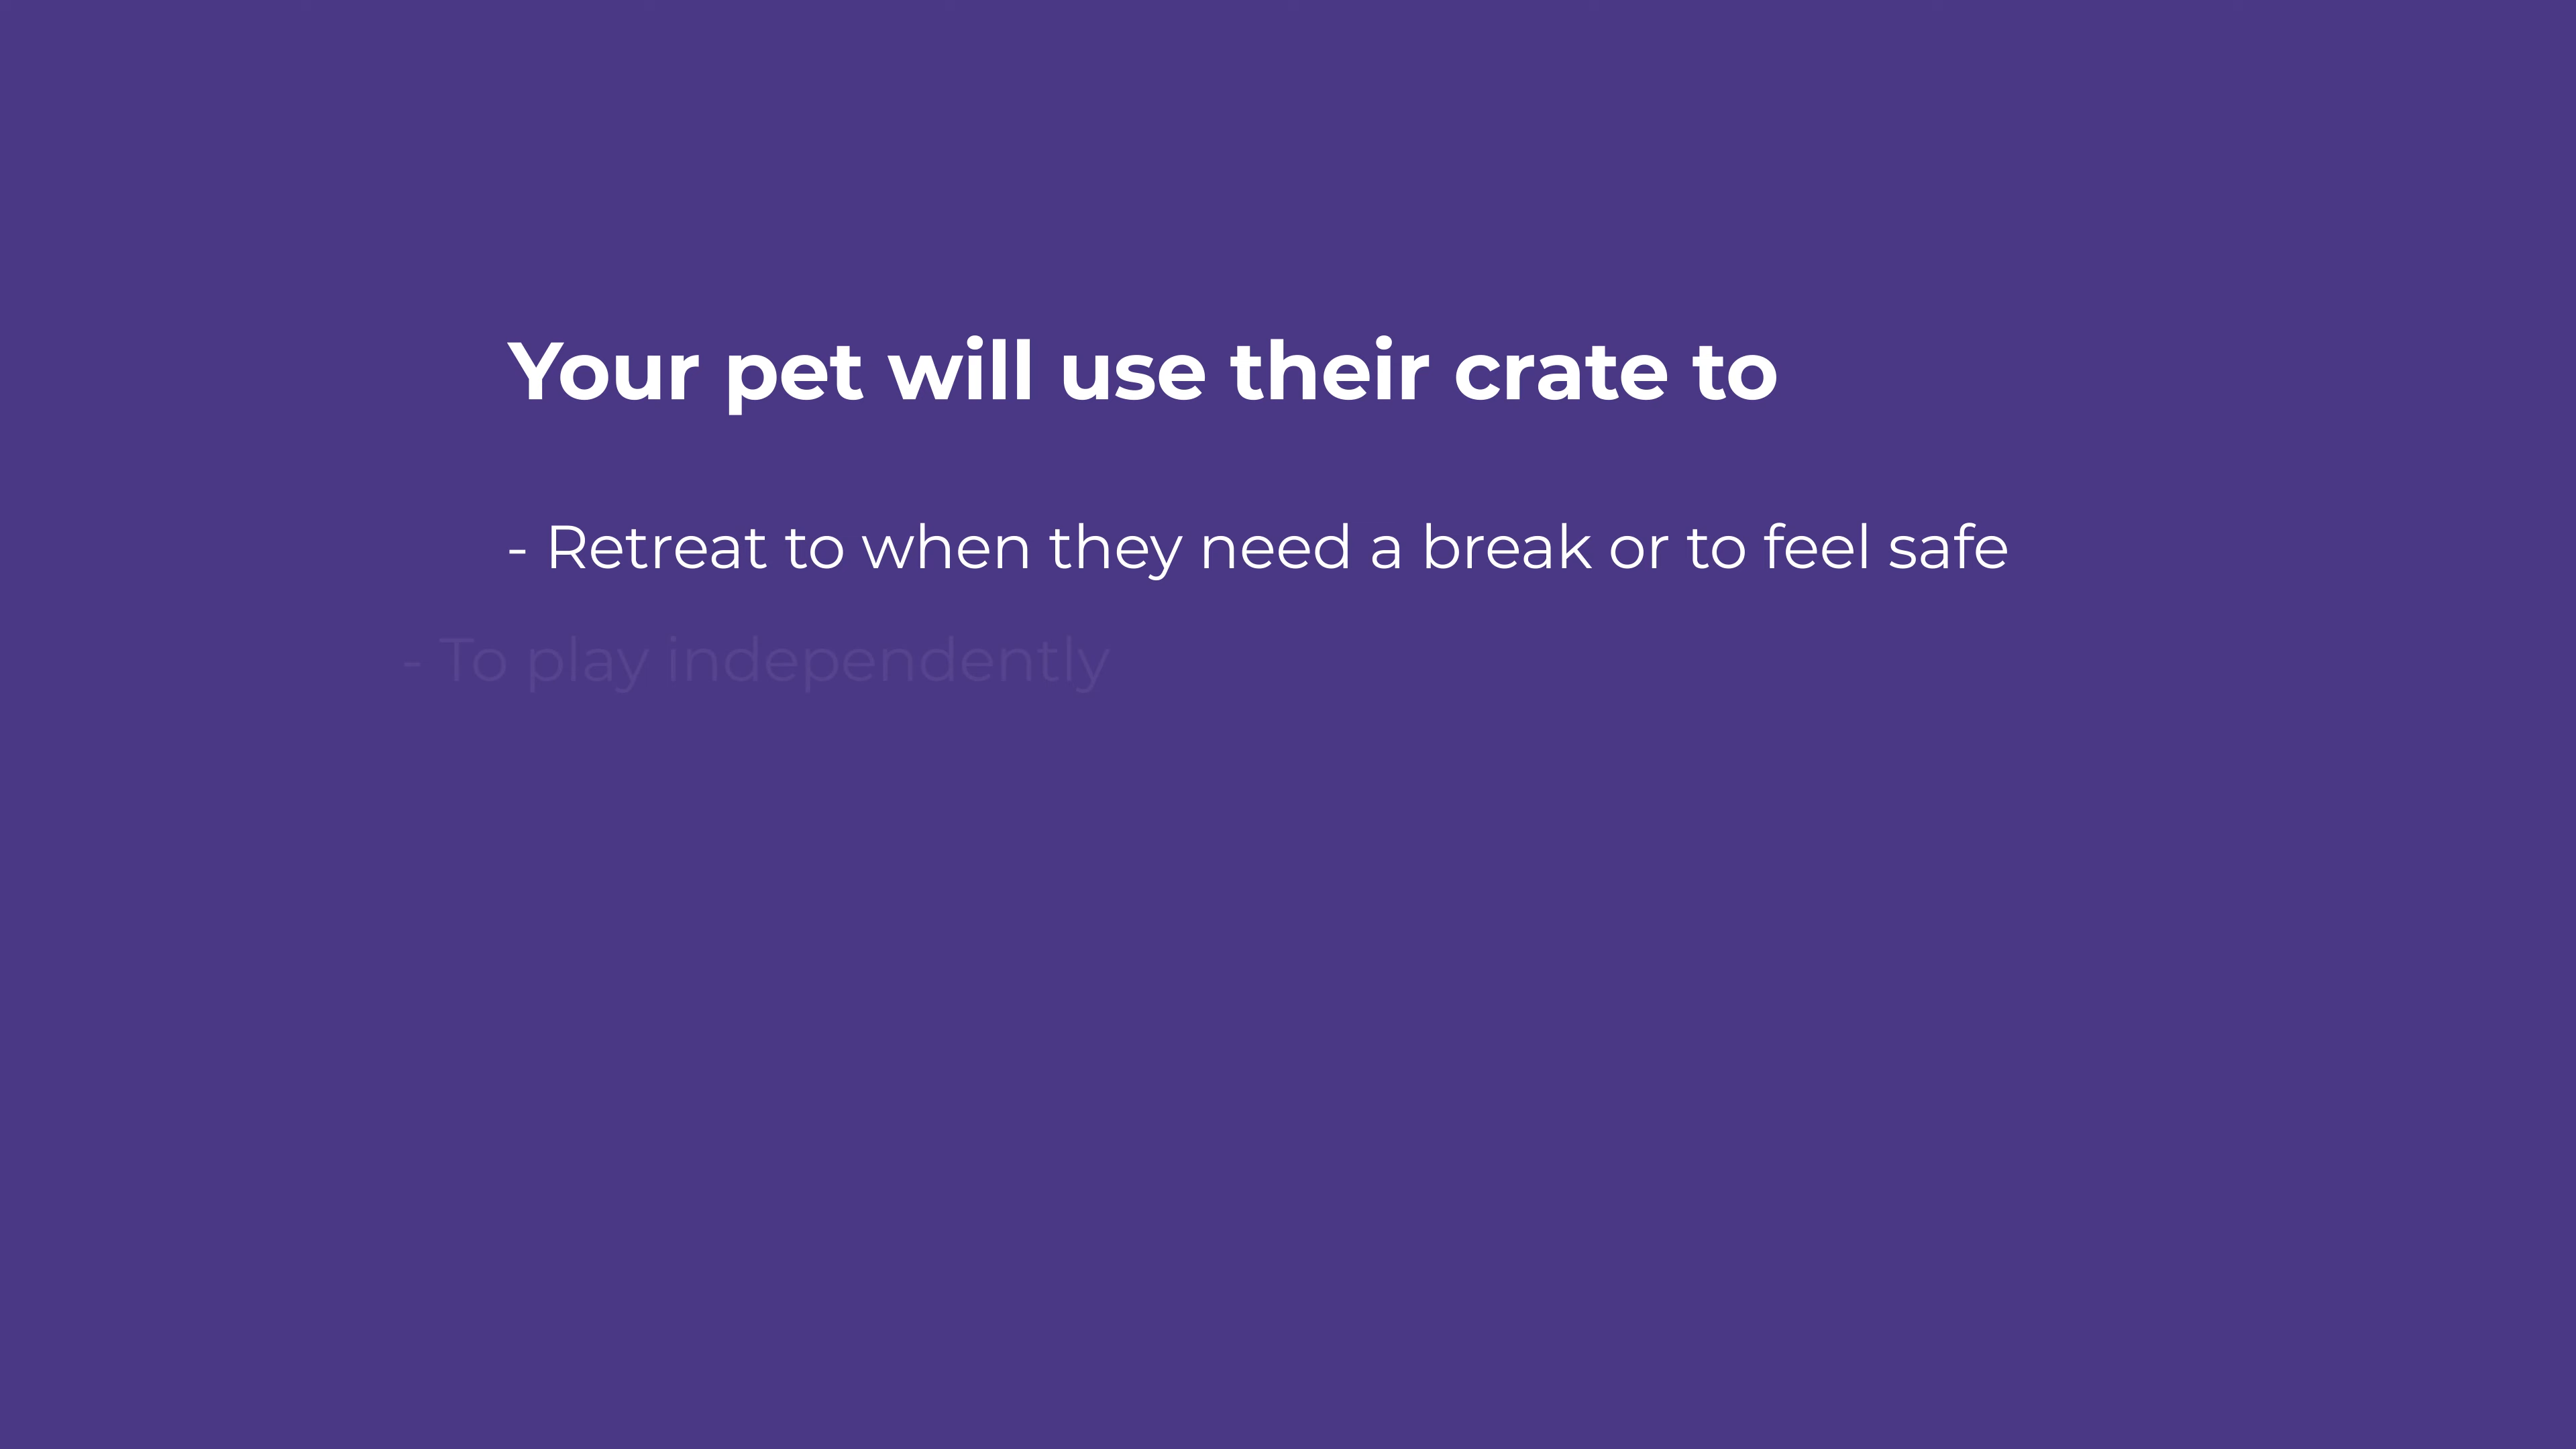 Your pet will use their crate to
- Retreat to when they need a break or to feel safe
- To play independently